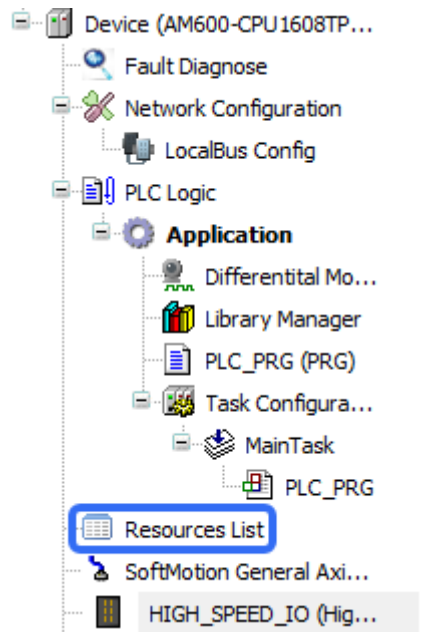 Device (AM600-CPU1608TP...
Fault Diagnose
Network Configuration
LocalBus Config
PLC Logic
Application
Differentital Mo...
Library Manager
PLC_PRG (PRG)
Task Configura...
MainTask
PLC_PRG
Resources List
SoftMotion General Axi...
HIGH_SPEED_IO (Hig...